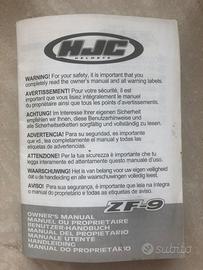 HJC
HELMETS
WARNING! For your safety, it is important that you
read the owner's manual and all warning labels.
AVERTISSEMENT! Pour votre sécurité, il est
important que vous lisiez intégralement le manuel
du propriétaire ainsi que tous les points d'avertissements.
ACHTUNG! Im Interesse Ihrer eigenen Sicherheit
empfehlen wir Ihnen, diese Benutzerhinweise und
alle Sicherheitsetiketten sorgfältig und vollständig zu lesen.
ADVERTENCIA! Para su seguridad, es importante
que vd. lea completamente el manual y todas las
etiquetas de advertencias.
ATTENZIONE! Per la tua sicurezza è importante che tu
legga interamente ed attentamente questo manuale d'uso.
WAARSCHUWING! Het is van belang voor uw eigen veiligheid
dat u de handleiding en alle waarschuwingen volledig leest.
AVISO! Para sua segurança, é importante que leia na integra
o manual do propietario e todas as etiquetas de aviso.
ZF-9
OWNER'S MANUAL
MANUEL DU PROPRIETAIRE
BENUTZER-HANDBUCH
MANUAL DEL PROPIETARIO
MANUALE UTENTE
HANDLEIDING
MANUAL DO PROPIETARIO
subito